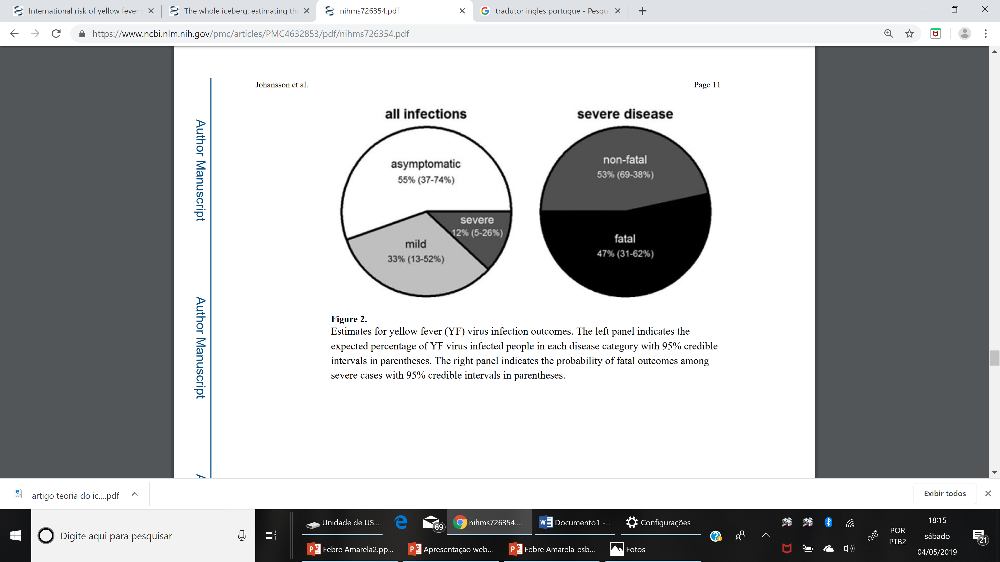 International risk of yellow fever
The whole iceberg: estimating th
nihms726354.pdf
tradutor ingles portugue - Pesqu
https://www.ncbi.nlm.nih.gov/pmc/articles/PMC4632853/pdf/nihms726354.pdf
Johansson et al.
Page 11
Author Manuscript
Author Manuscript
A
all infections
asymptomatic
55% (37-74%)
severe
12% (5-26%)
mild
33% (13-52%)
severe disease
non-fatal
53% (69-38%)
fatal
47% (31-62%)
Figure 2.
Estimates for yellow fever (YF) virus infection outcomes. The left panel indicates the
expected percentage of YF virus infected people in each disease category with 95% credible
intervals in parentheses. The right panel indicates the probability of fatal outcomes among
severe cases with 95% credible intervals in parentheses.
artigo teoria do ic....pdf
Exibir todos
Digite aqui para pesquisar
Unidade de US...
69
nihms726354....
Documento1 -...
Configurações
Febre Amarela2.pp...
Apresentação web...
Febre Amarela_esb...
Fotos
POR
PTB2
18:15
sábado
04/05/2019
21